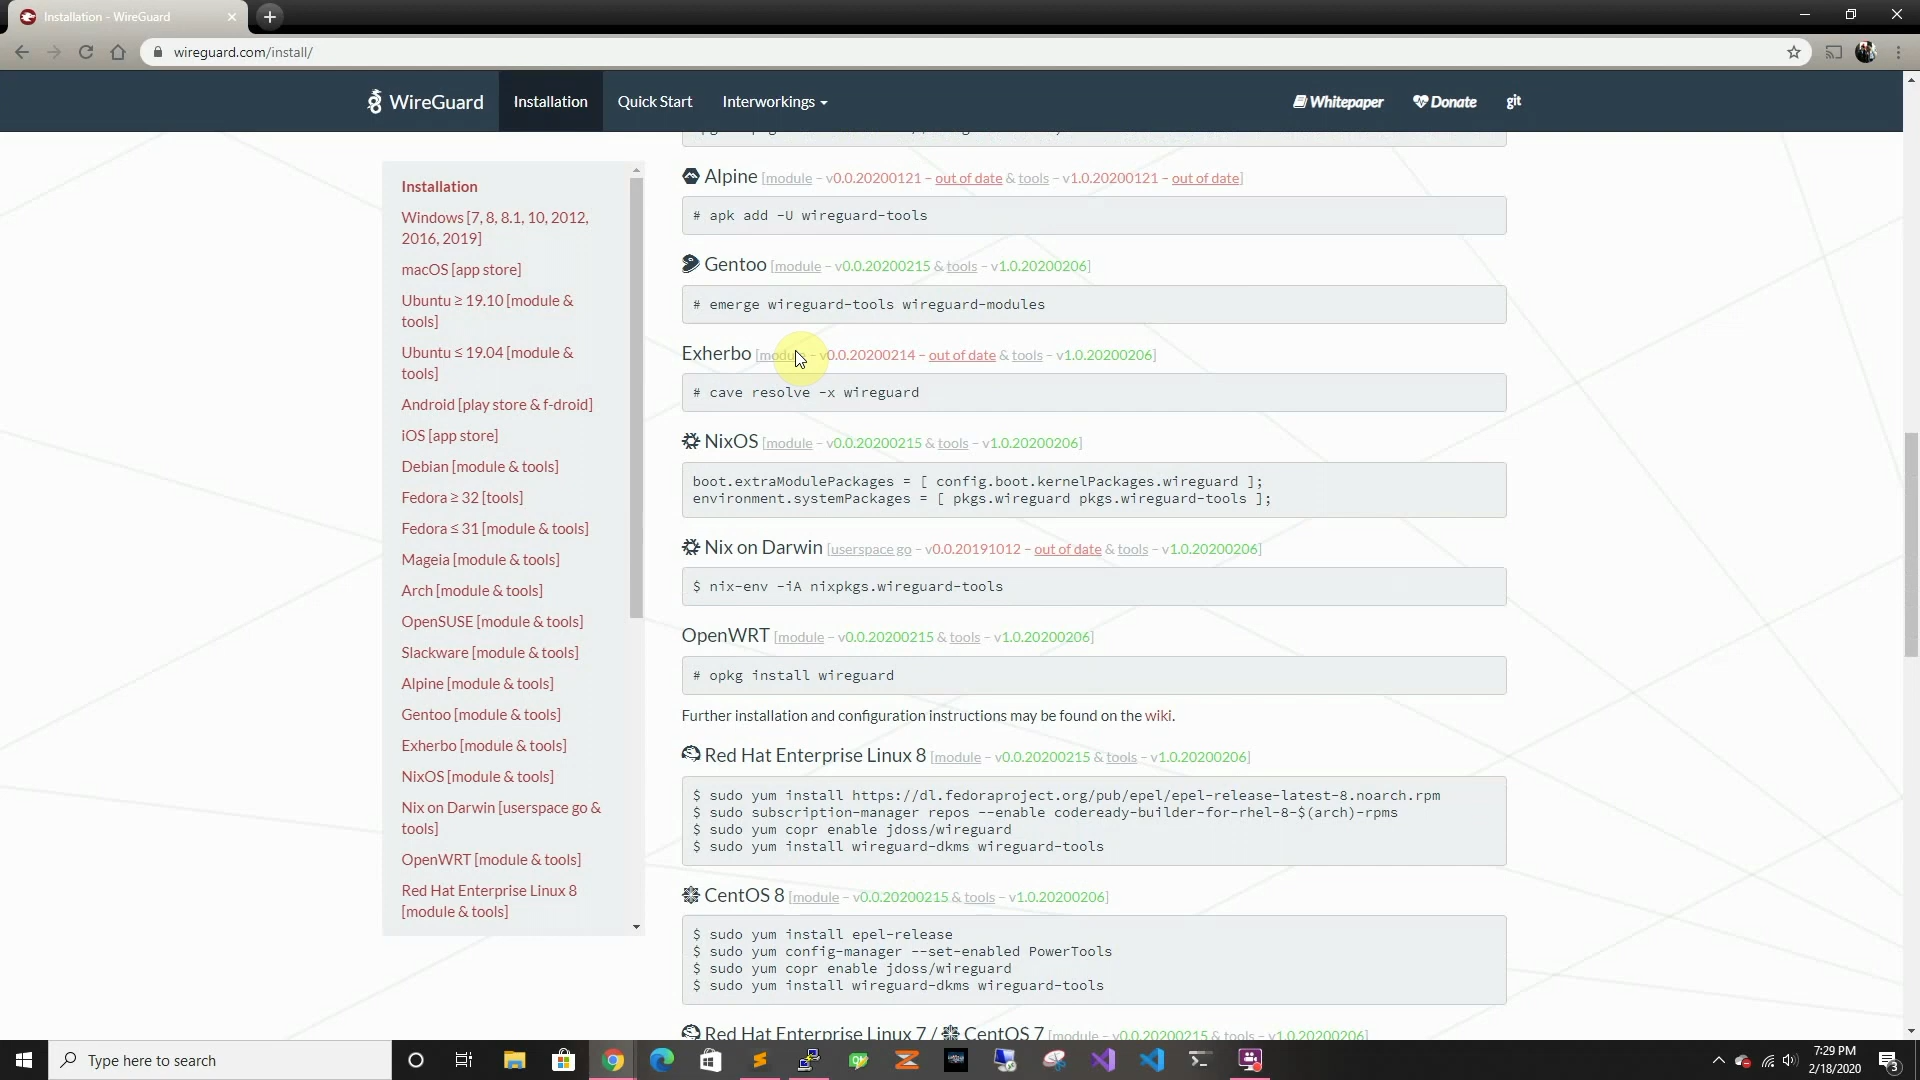 Installation - WireGuard
wireguard.com/install/
WireGuard
Installation
Quick Start
Interworkings
Whitepaper
Donate
git
Installation
Windows [7, 8, 8.1, 10, 2012,
2016, 2019]
macOS [app store]
Ubuntu ≥ 19.10 [module &
tools]
Ubuntu ≤ 19.04 [module &
tools]
Android [play store & f-droid]
iOS [app store]
Debian [module & tools]
Fedora ≥ 32 [tools]
Fedora ≤ 31 [module & tools]
Mageia [module & tools]
Arch [module & tools]
OpenSUSE [module & tools]
Slackware [module & tools]
Alpine [module & tools]
Gentoo [module & tools]
Exherbo [module & tools]
NixOS [module & tools]
Nix on Darwin [userspace go &
tools]
OpenWRT [module & tools]
Red Hat Enterprise Linux 8
[module & tools]
Alpine [module – v0.0.20200121 – out of date & tools – v1.0.20200121 – out of date]
# apk add -U wireguard-tools
Gentoo [module – v0.0.20200215 & tools – v1.0.20200206]
# emerge wireguard-tools wireguard-modules
Exherbo [module – v0.0.20200214 – out of date & tools – v1.0.20200206]
# cave resolve -x wireguard
NixOS [module – v0.0.20200215 & tools – v1.0.20200206]
boot.extraModulePackages = [ config.boot.kernelPackages.wireguard ];
environment.systemPackages = [ pkgs.wireguard pkgs.wireguard-tools ];
Nix on Darwin [userspace go – v0.0.20191012 – out of date & tools – v1.0.20200206]
$ nix-env -iA nixpkgs.wireguard-tools
OpenWRT [module – v0.0.20200215 & tools – v1.0.20200206]
# opkg install wireguard
Further installation and configuration instructions may be found on the wiki.
Red Hat Enterprise Linux 8 [module – v0.0.20200215 & tools – v1.0.20200206]
$ sudo yum install https://dl.fedoraproject.org/pub/epel/epel-release-latest-8.noarch.rpm
$ sudo subscription-manager repos --enable codeready-builder-for-rhel-8-$(arch)-rpms
$ sudo yum copr enable jdoss/wireguard
$ sudo yum install wireguard-dkms wireguard-tools
CentOS 8 [module – v0.0.20200215 & tools – v1.0.20200206]
$ sudo yum install epel-release
$ sudo yum config-manager --set-enabled PowerTools
$ sudo yum copr enable jdoss/wireguard
$ sudo yum install wireguard-dkms wireguard-tools
Red Hat Enterprise Linux 7 / CentOS 7 [module – v0.0.20200215 & tools – v1.0.20200206]
Type here to search
7:29 PM
2/18/2020
3